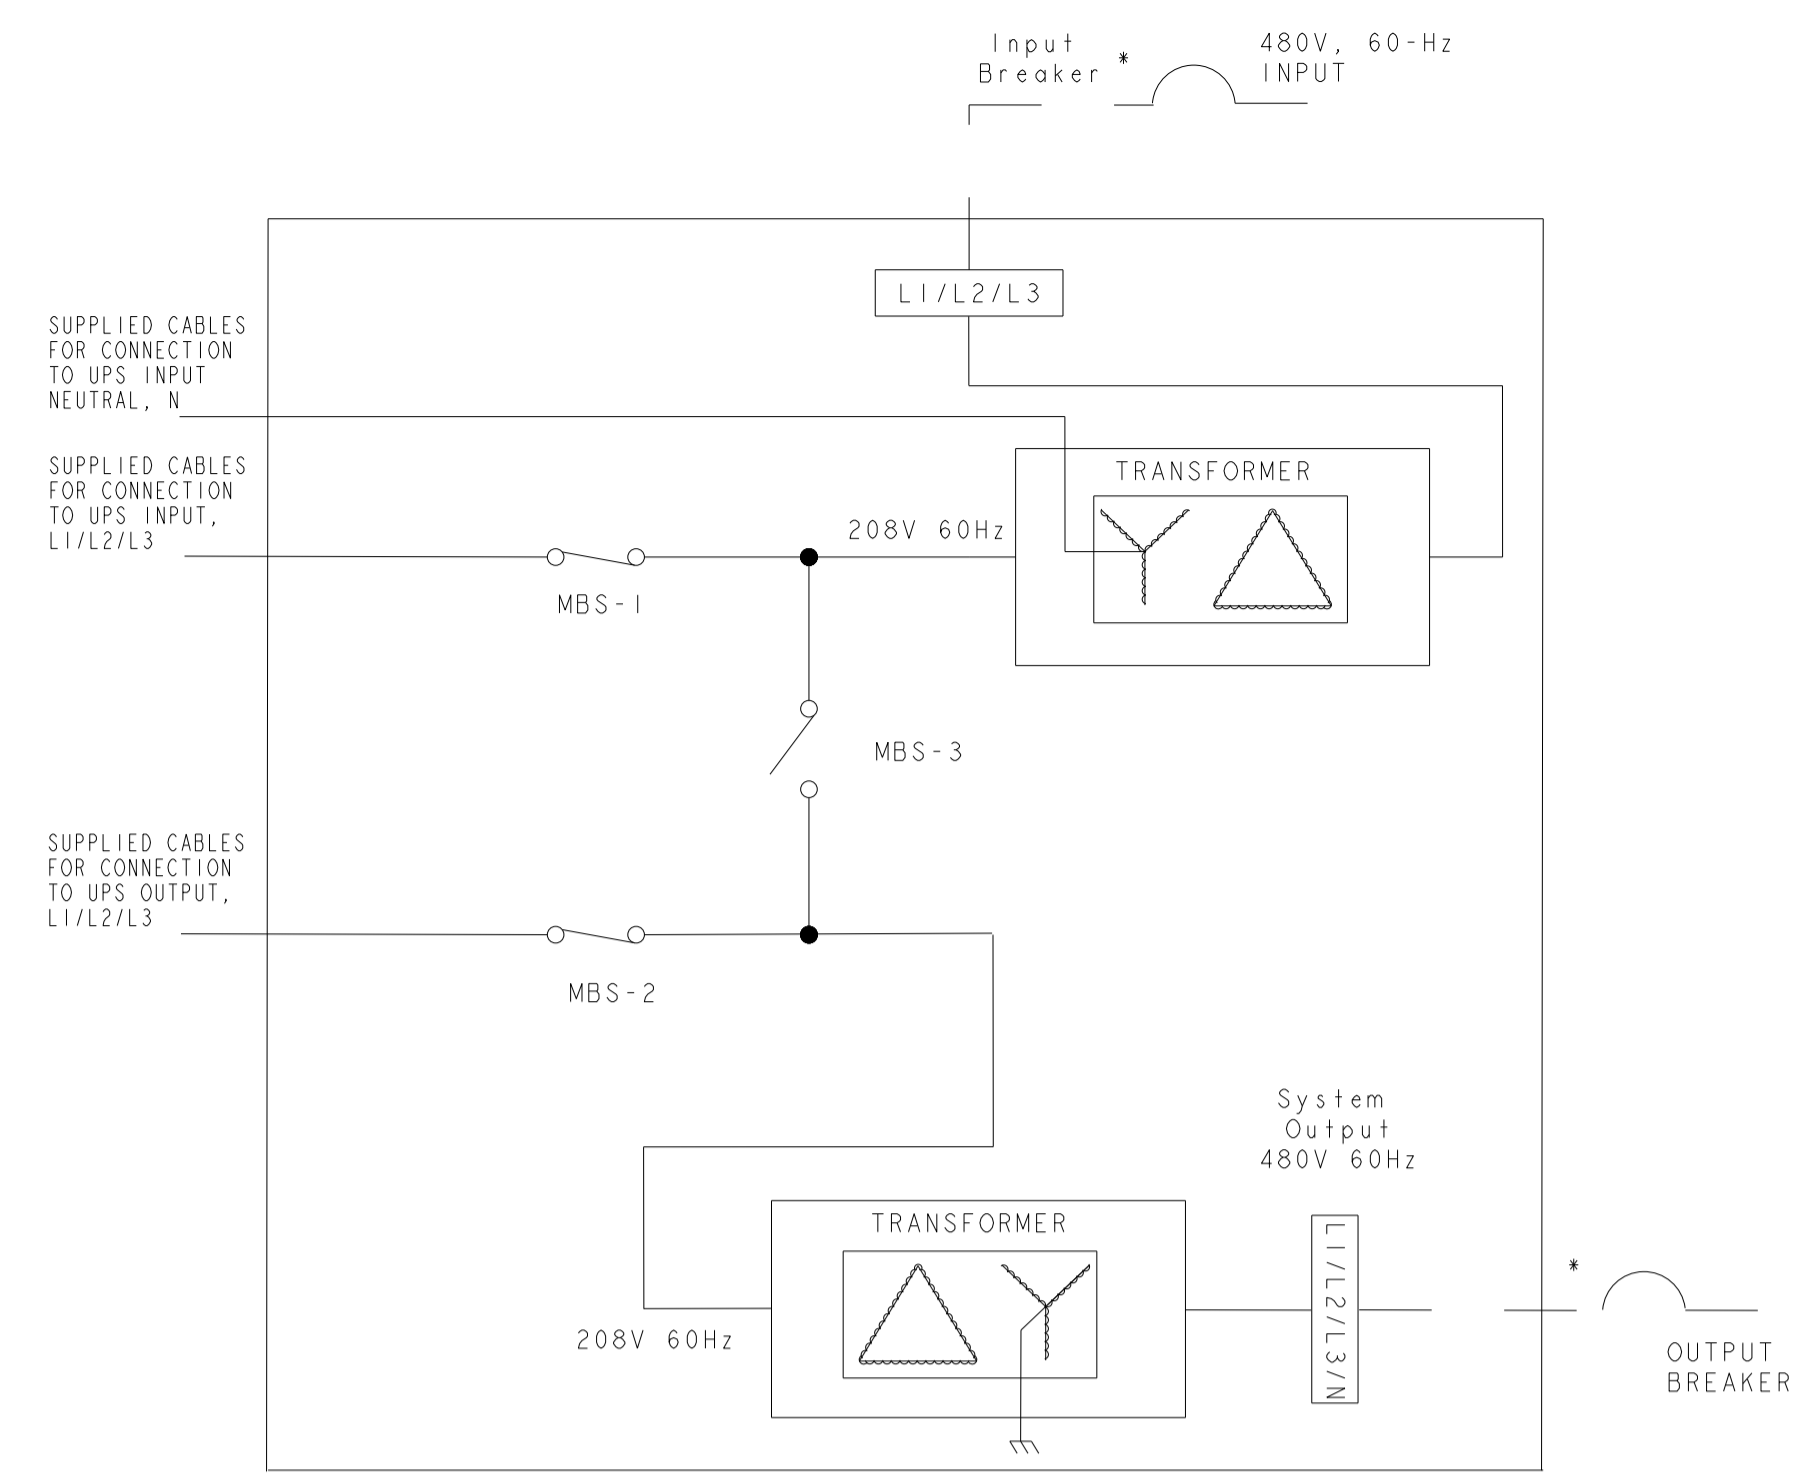 Input
Breaker *
480V, 60-Hz
INPUT
L1/L2/L3
SUPPLIED CABLES
FOR CONNECTION
TO UPS INPUT
NEUTRAL, N
SUPPLIED CABLES
FOR CONNECTION
TO UPS INPUT,
L1/L2/L3
TRANSFORMER
208V 60Hz
MBS-1
MBS-3
SUPPLIED CABLES
FOR CONNECTION
TO UPS OUTPUT,
L1/L2/L3
MBS-2
System
Output
480V 60Hz
TRANSFORMER
208V 60Hz
L1/L2/L3/N
*
OUTPUT
BREAKER